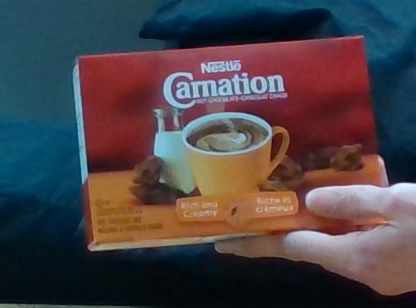 Nestlé
Carnation
HOT CHOCOLATE • CHOCOLAT CHAUD
Rich and
Creamy
Riche et
crémeux